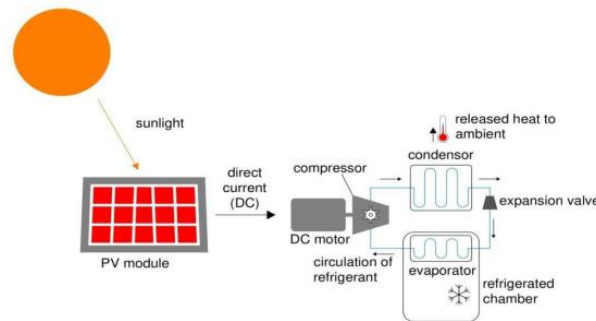 sunlight
PV module
direct
current
(DC)
DC motor
compressor
released heat to
ambient
condensor
expansion valve
circulation of
refrigerant
evaporator
refrigerated
chamber